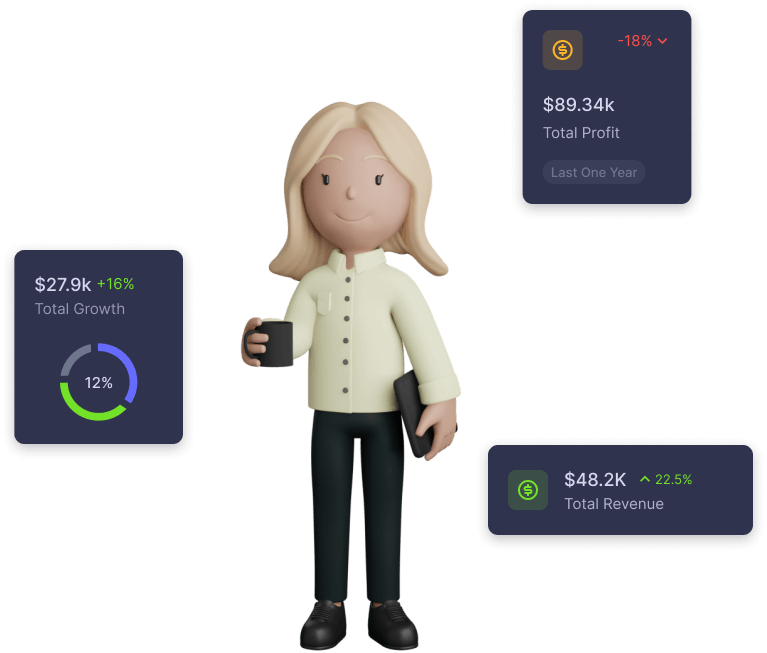 -18%
$89.34k
Total Profit
Last One Year
$27.9k +16%
Total Growth
12%
$48.2K 22.5%
Total Revenue